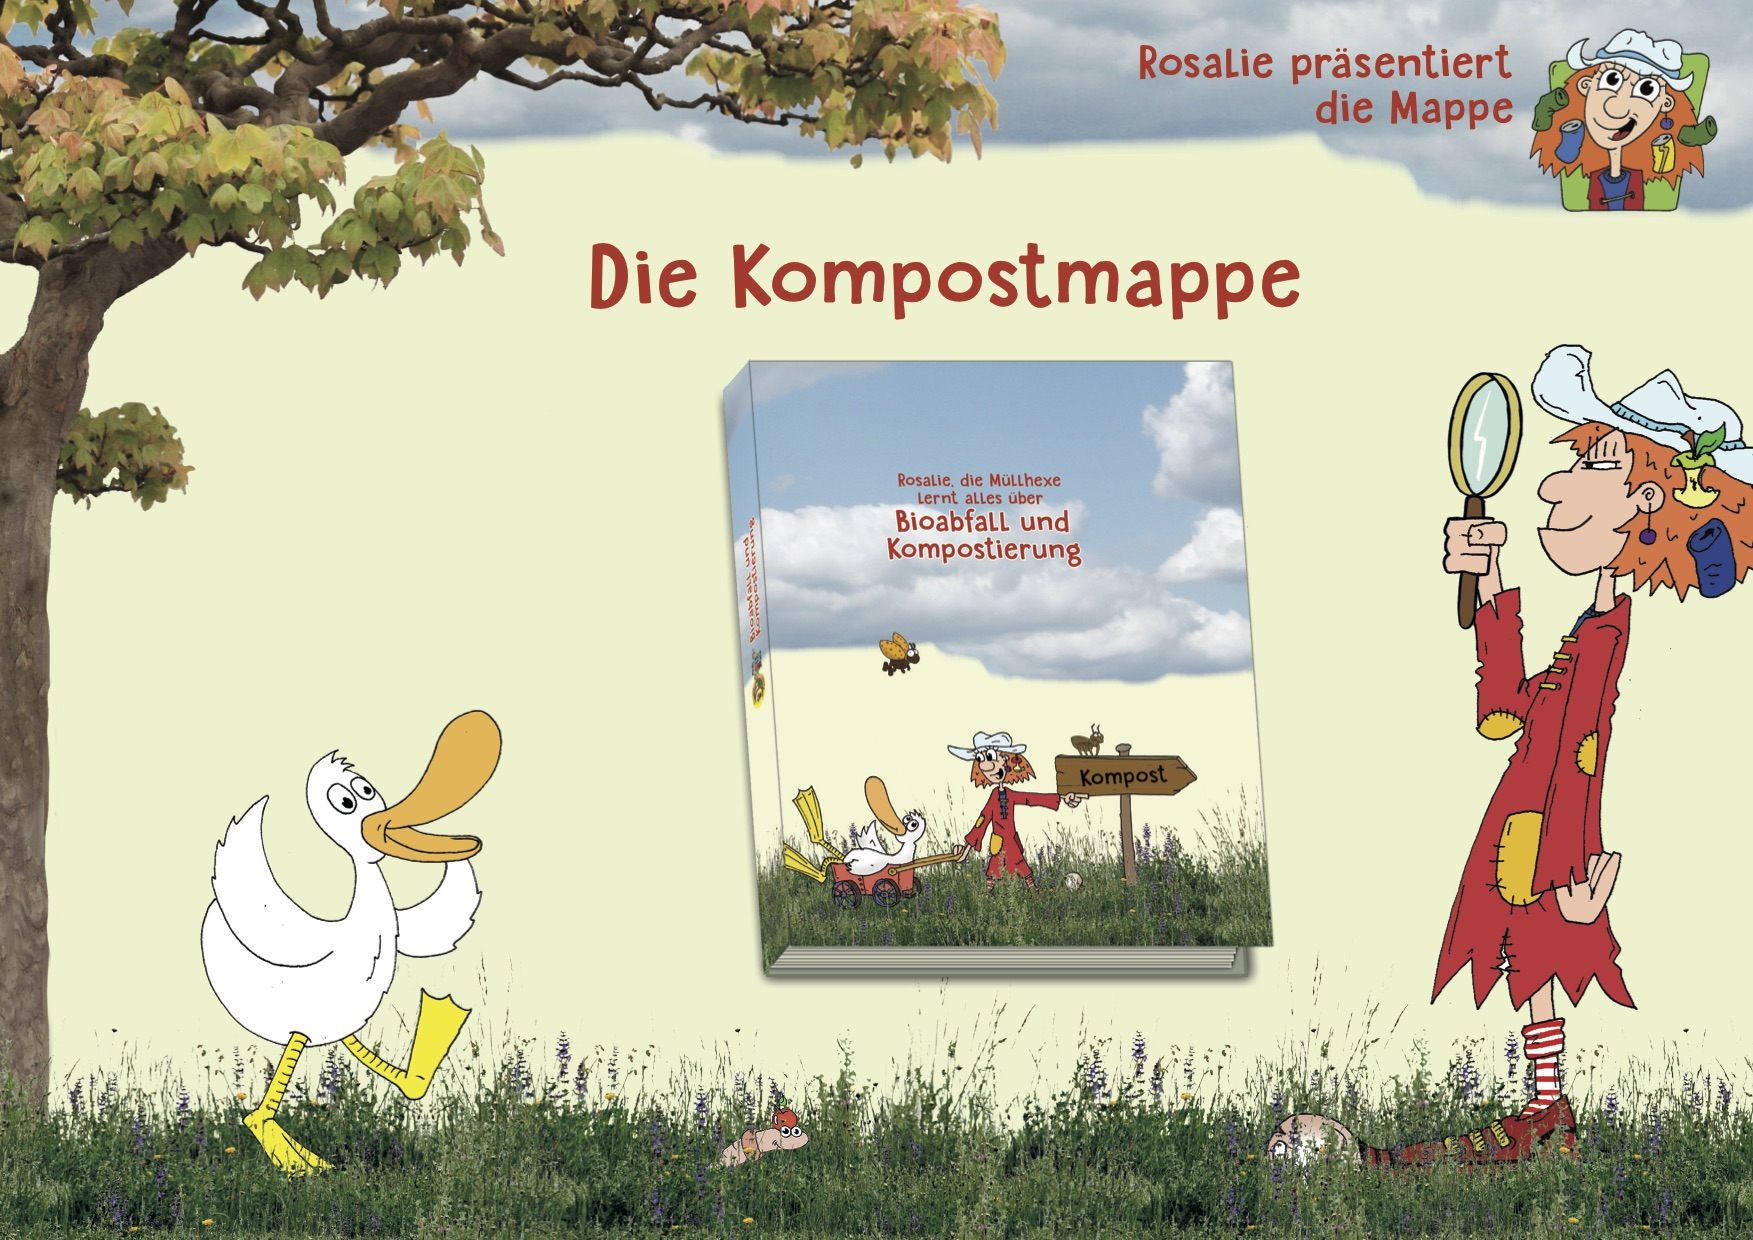 Rosalie präsentiert
die Mappe
Die Kompostmappe
Rosalie, die Müllhexe
lernt alles über
Bioabfall und
Kompostierung
Bioabfall und
Kompostierung
Kompost